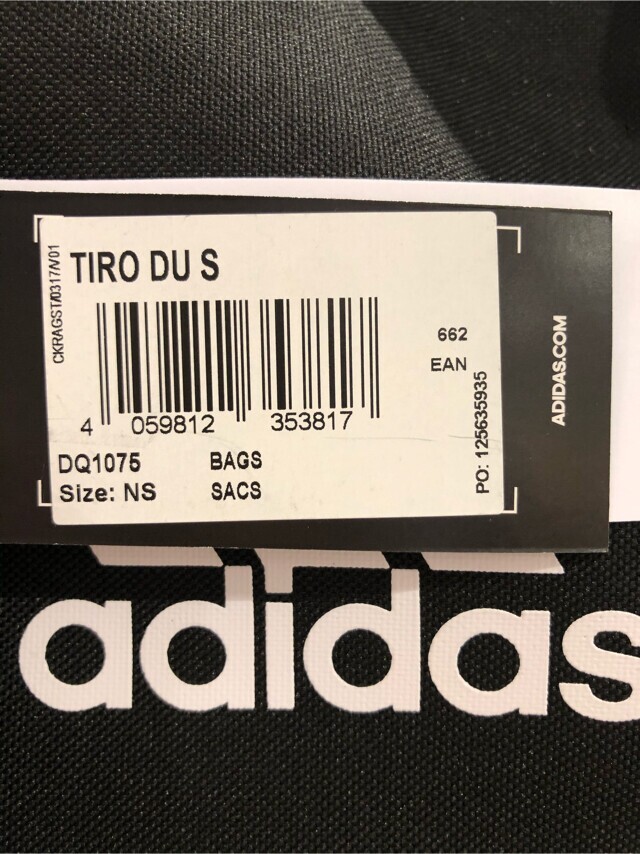 TIRO DU S
CKRAGST/0317/V01
662
EAN
4 059812 353817
DQ1075 BAGS
Size: NS SACS
PO: 125635935
ADIDAS.COM
adidas